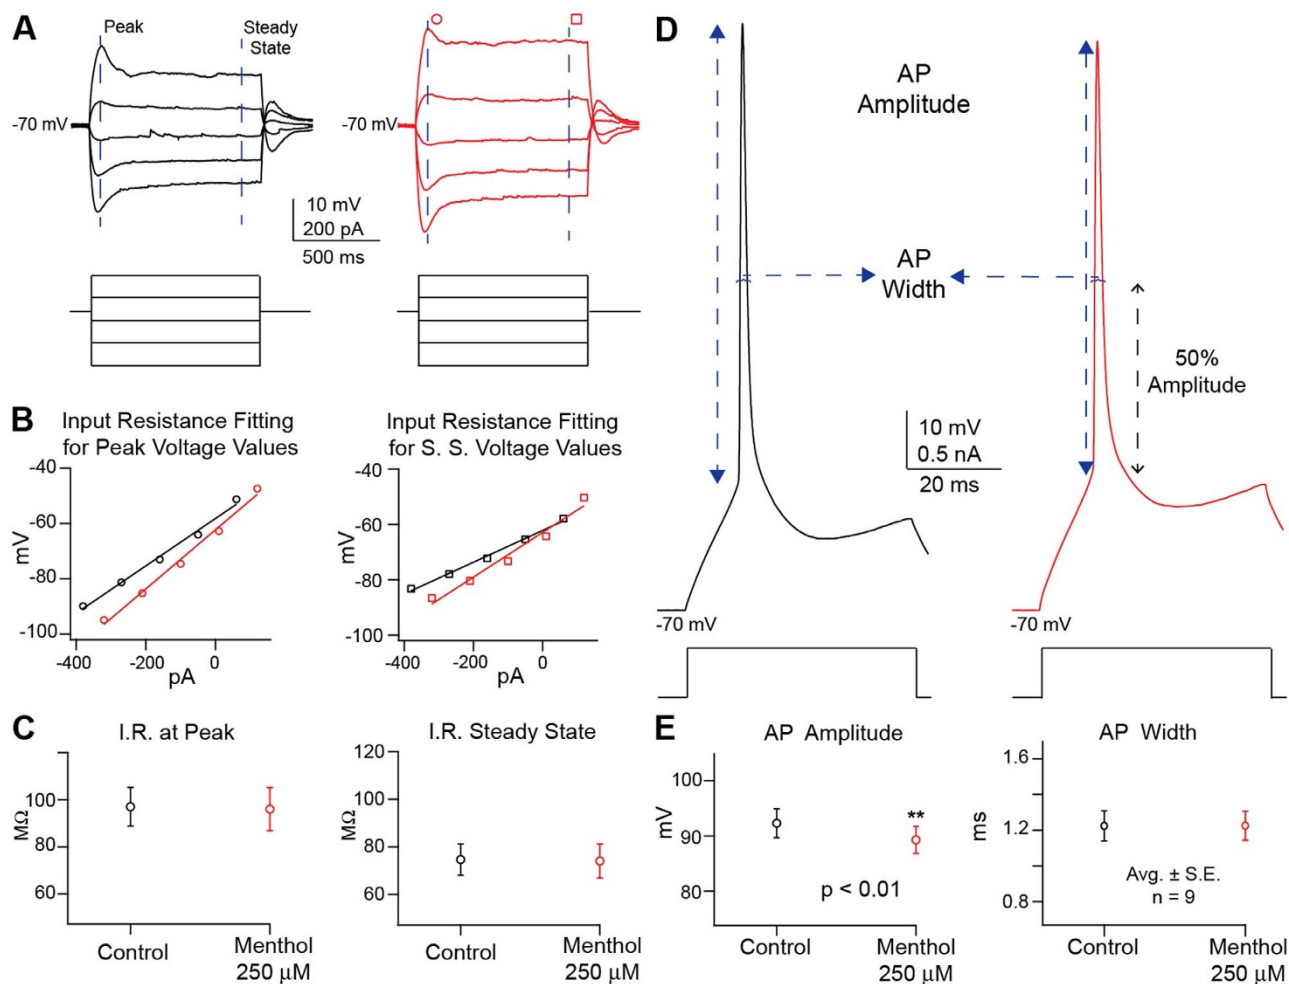 A
Peak
Steady
State
-70 mV
-70 mV
10 mV
200 pA
500 ms
B
Input Resistance Fitting
for Peak Voltage Values
-40
-60
-80
-100
mV
-400
-200
0
pA
Input Resistance Fitting
for S. S. Voltage Values
-40
-60
-80
-100
mV
-400
-200
0
pA
C
I.R. at Peak
100
80
60
MΩ
Control
Menthol
250 μM
I.R. Steady State
120
100
80
60
MΩ
Control
Menthol
250 μM
D
AP
Amplitude
AP
Width
50%
Amplitude
10 mV
0.5 nA
20 ms
-70 mV
-70 mV
E
AP Amplitude
100
90
80
mV
**
p < 0.01
Control
Menthol
250 μM
AP Width
1.6
1.2
0.8
ms
Avg. ± S.E.
n = 9
Control
Menthol
250 μM